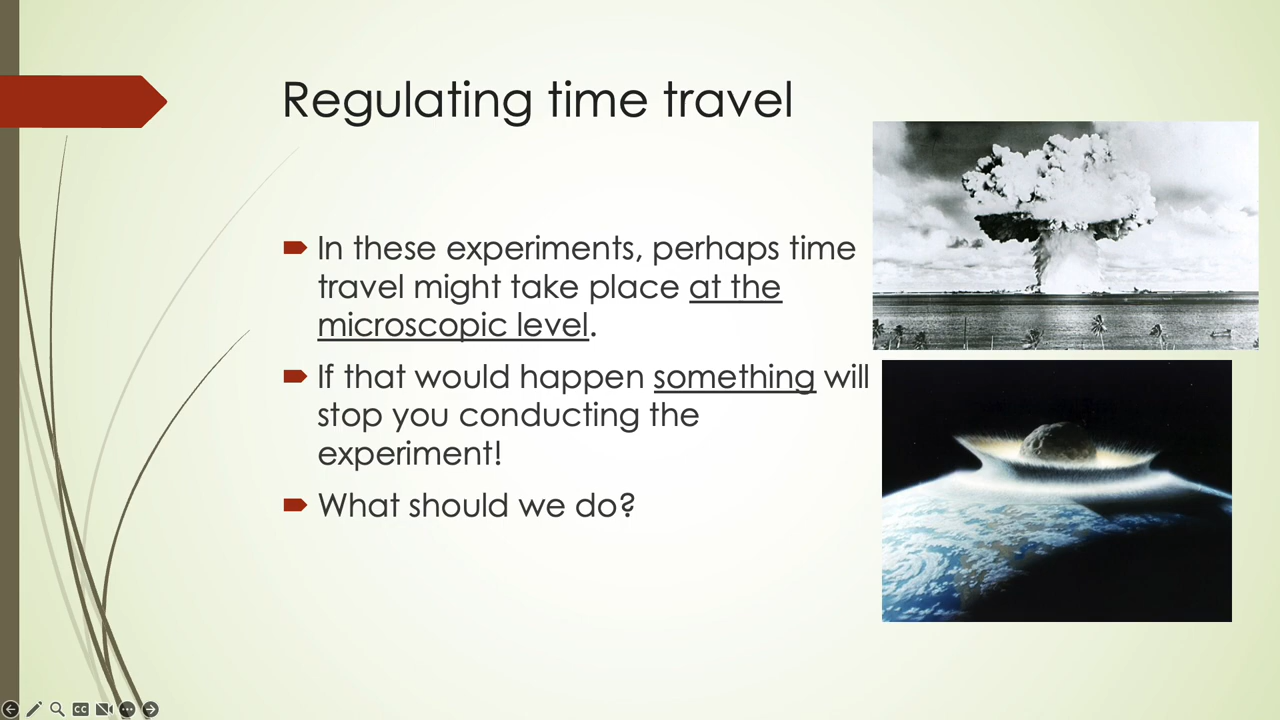 Regulating time travel
In these experiments, perhaps time
travel might take place at the
microscopic level.
If that would happen something will
stop you conducting the
experiment!
What should we do?
CC